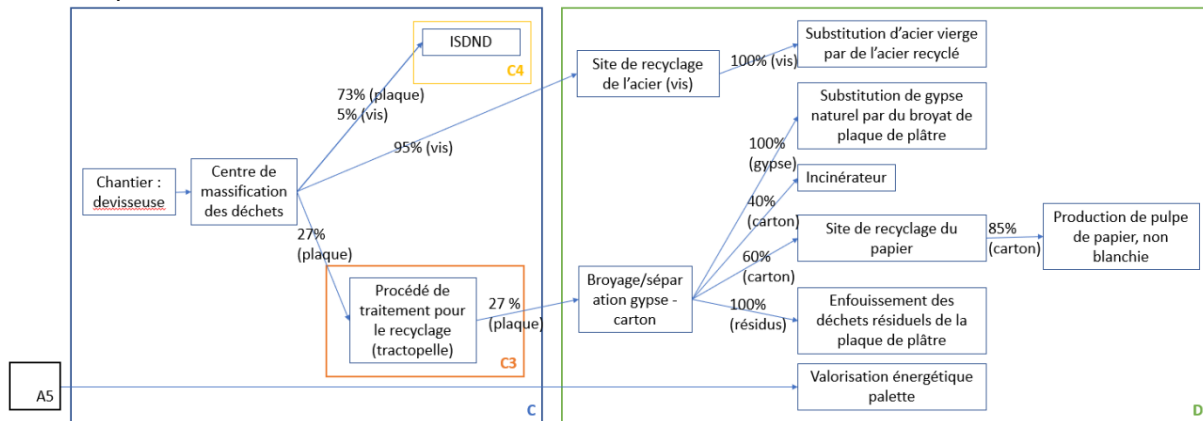 ISDND
C4
73% (plaque)
5% (vis)
95% (vis)
Chantier :
devisseuse
Centre de
massification
des déchets
27%
(plaque)
Procédé de
traitement pour
le recyclage
(tractopelle)
C3
27 %
(plaque)
A5
C
Site de recyclage
de l'acier (vis)
100% (vis)
Substitution d'acier vierge
par de l'acier recyclé
Substitution de gypse
naturel par du broyat de
plaque de plâtre
100%
(gypse)
Incinérateur
40%
(carton)
Site de recyclage du
papier
85%
(carton)
Production de pulpe
de papier, non
blanchie
60%
(carton)
Broyage/sépar
ation gypse -
carton
100%
(résidus)
Enfouissement des
déchets résiduels de la
plaque de plâtre
Valorisation énergétique
palette
D